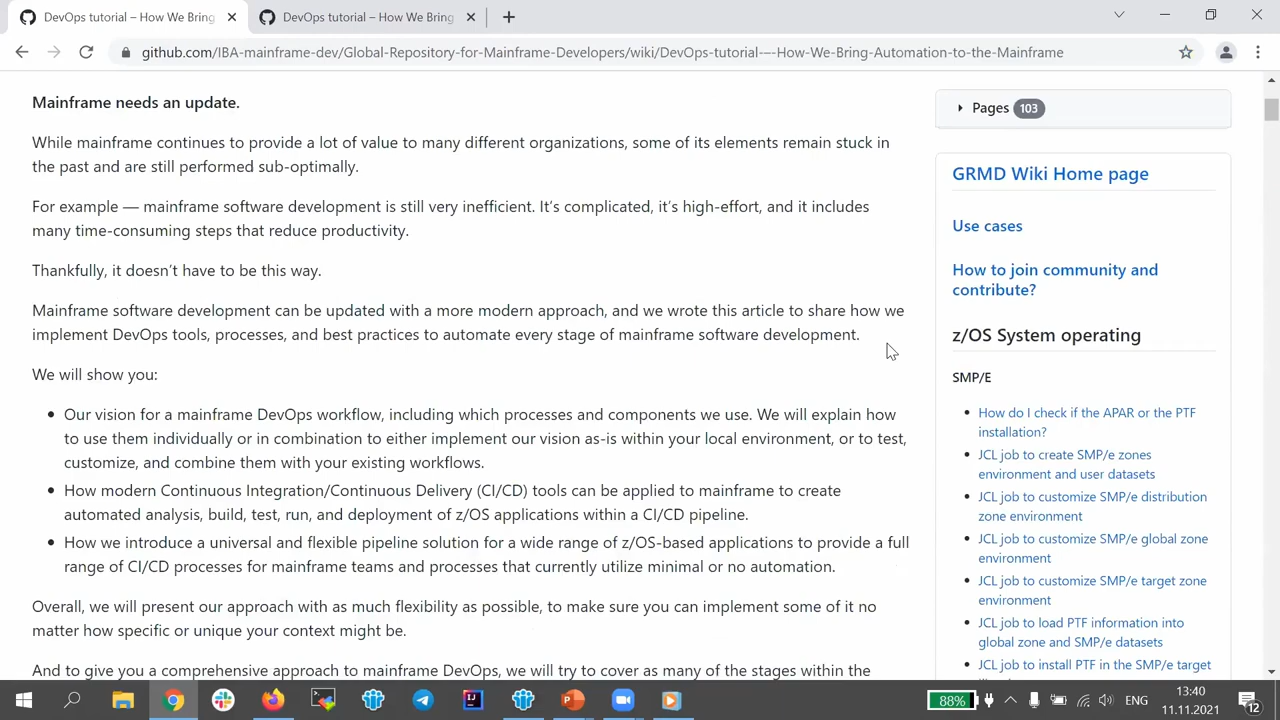 DevOps tutorial – How We Bring
DevOps tutorial – How We Bring
github.com/IBA-mainframe-dev/Global-Repository-for-Mainframe-Developers/wiki/DevOps-tutorial-–-How-We-Bring-Automation-to-the-Mainframe
Mainframe needs an update.
While mainframe continues to provide a lot of value to many different organizations, some of its elements remain stuck in
the past and are still performed sub-optimally.
For example — mainframe software development is still very inefficient. It's complicated, it's high-effort, and it includes
many time-consuming steps that reduce productivity.
Thankfully, it doesn't have to be this way.
Mainframe software development can be updated with a more modern approach, and we wrote this article to share how we
implement DevOps tools, processes, and best practices to automate every stage of mainframe software development.
We will show you:
Our vision for a mainframe DevOps workflow, including which processes and components we use. We will explain how
to use them individually or in combination to either implement our vision as-is within your local environment, or to test,
customize, and combine them with your existing workflows.
How modern Continuous Integration/Continuous Delivery (CI/CD) tools can be applied to mainframe to create
automated analysis, build, test, run, and deployment of z/OS applications within a CI/CD pipeline.
How we introduce a universal and flexible pipeline solution for a wide range of z/OS-based applications to provide a full
range of CI/CD processes for mainframe teams and processes that currently utilize minimal or no automation.
Overall, we will present our approach with as much flexibility as possible, to make sure you can implement some of it no
matter how specific or unique your context might be.
And to give you a comprehensive approach to mainframe DevOps, we will try to cover as many of the stages within the
Pages 103
GRMD Wiki Home page
Use cases
How to join community and
contribute?
z/OS System operating
SMP/E
How do I check if the APAR or the PTF
installation?
JCL job to create SMP/e zones
environment and user datasets
JCL job to customize SMP/e distribution
zone environment
JCL job to customize SMP/e global zone
environment
JCL job to customize SMP/e target zone
environment
JCL job to load PTF information into
global zone and SMP/e datasets
JCL job to install PTF in the SMP/e target
88%
ENG
13:40
11.11.2021
12